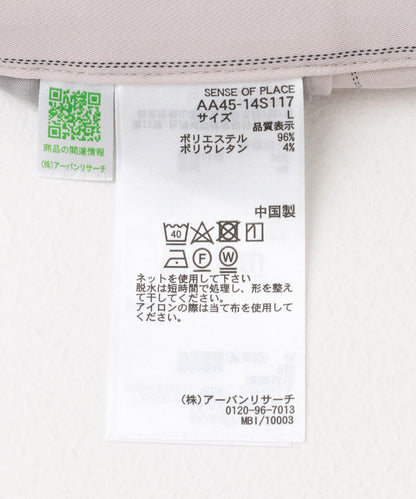 SENSE OF PLACE
AA45-14S117
サイズ L
品質表示
ポリエステル 96%
ポリウレタン 4%
商品の関連情報
(株)アーバンリサーチ
中国製
40
F W
ネットを使用して下さい
脱水は短時間で処理し、形を整え
て干してください。
アイロンの際は当て布を使用して
下さい。
(株)アーバンリサーチ
0120-96-7013
MBI/10003